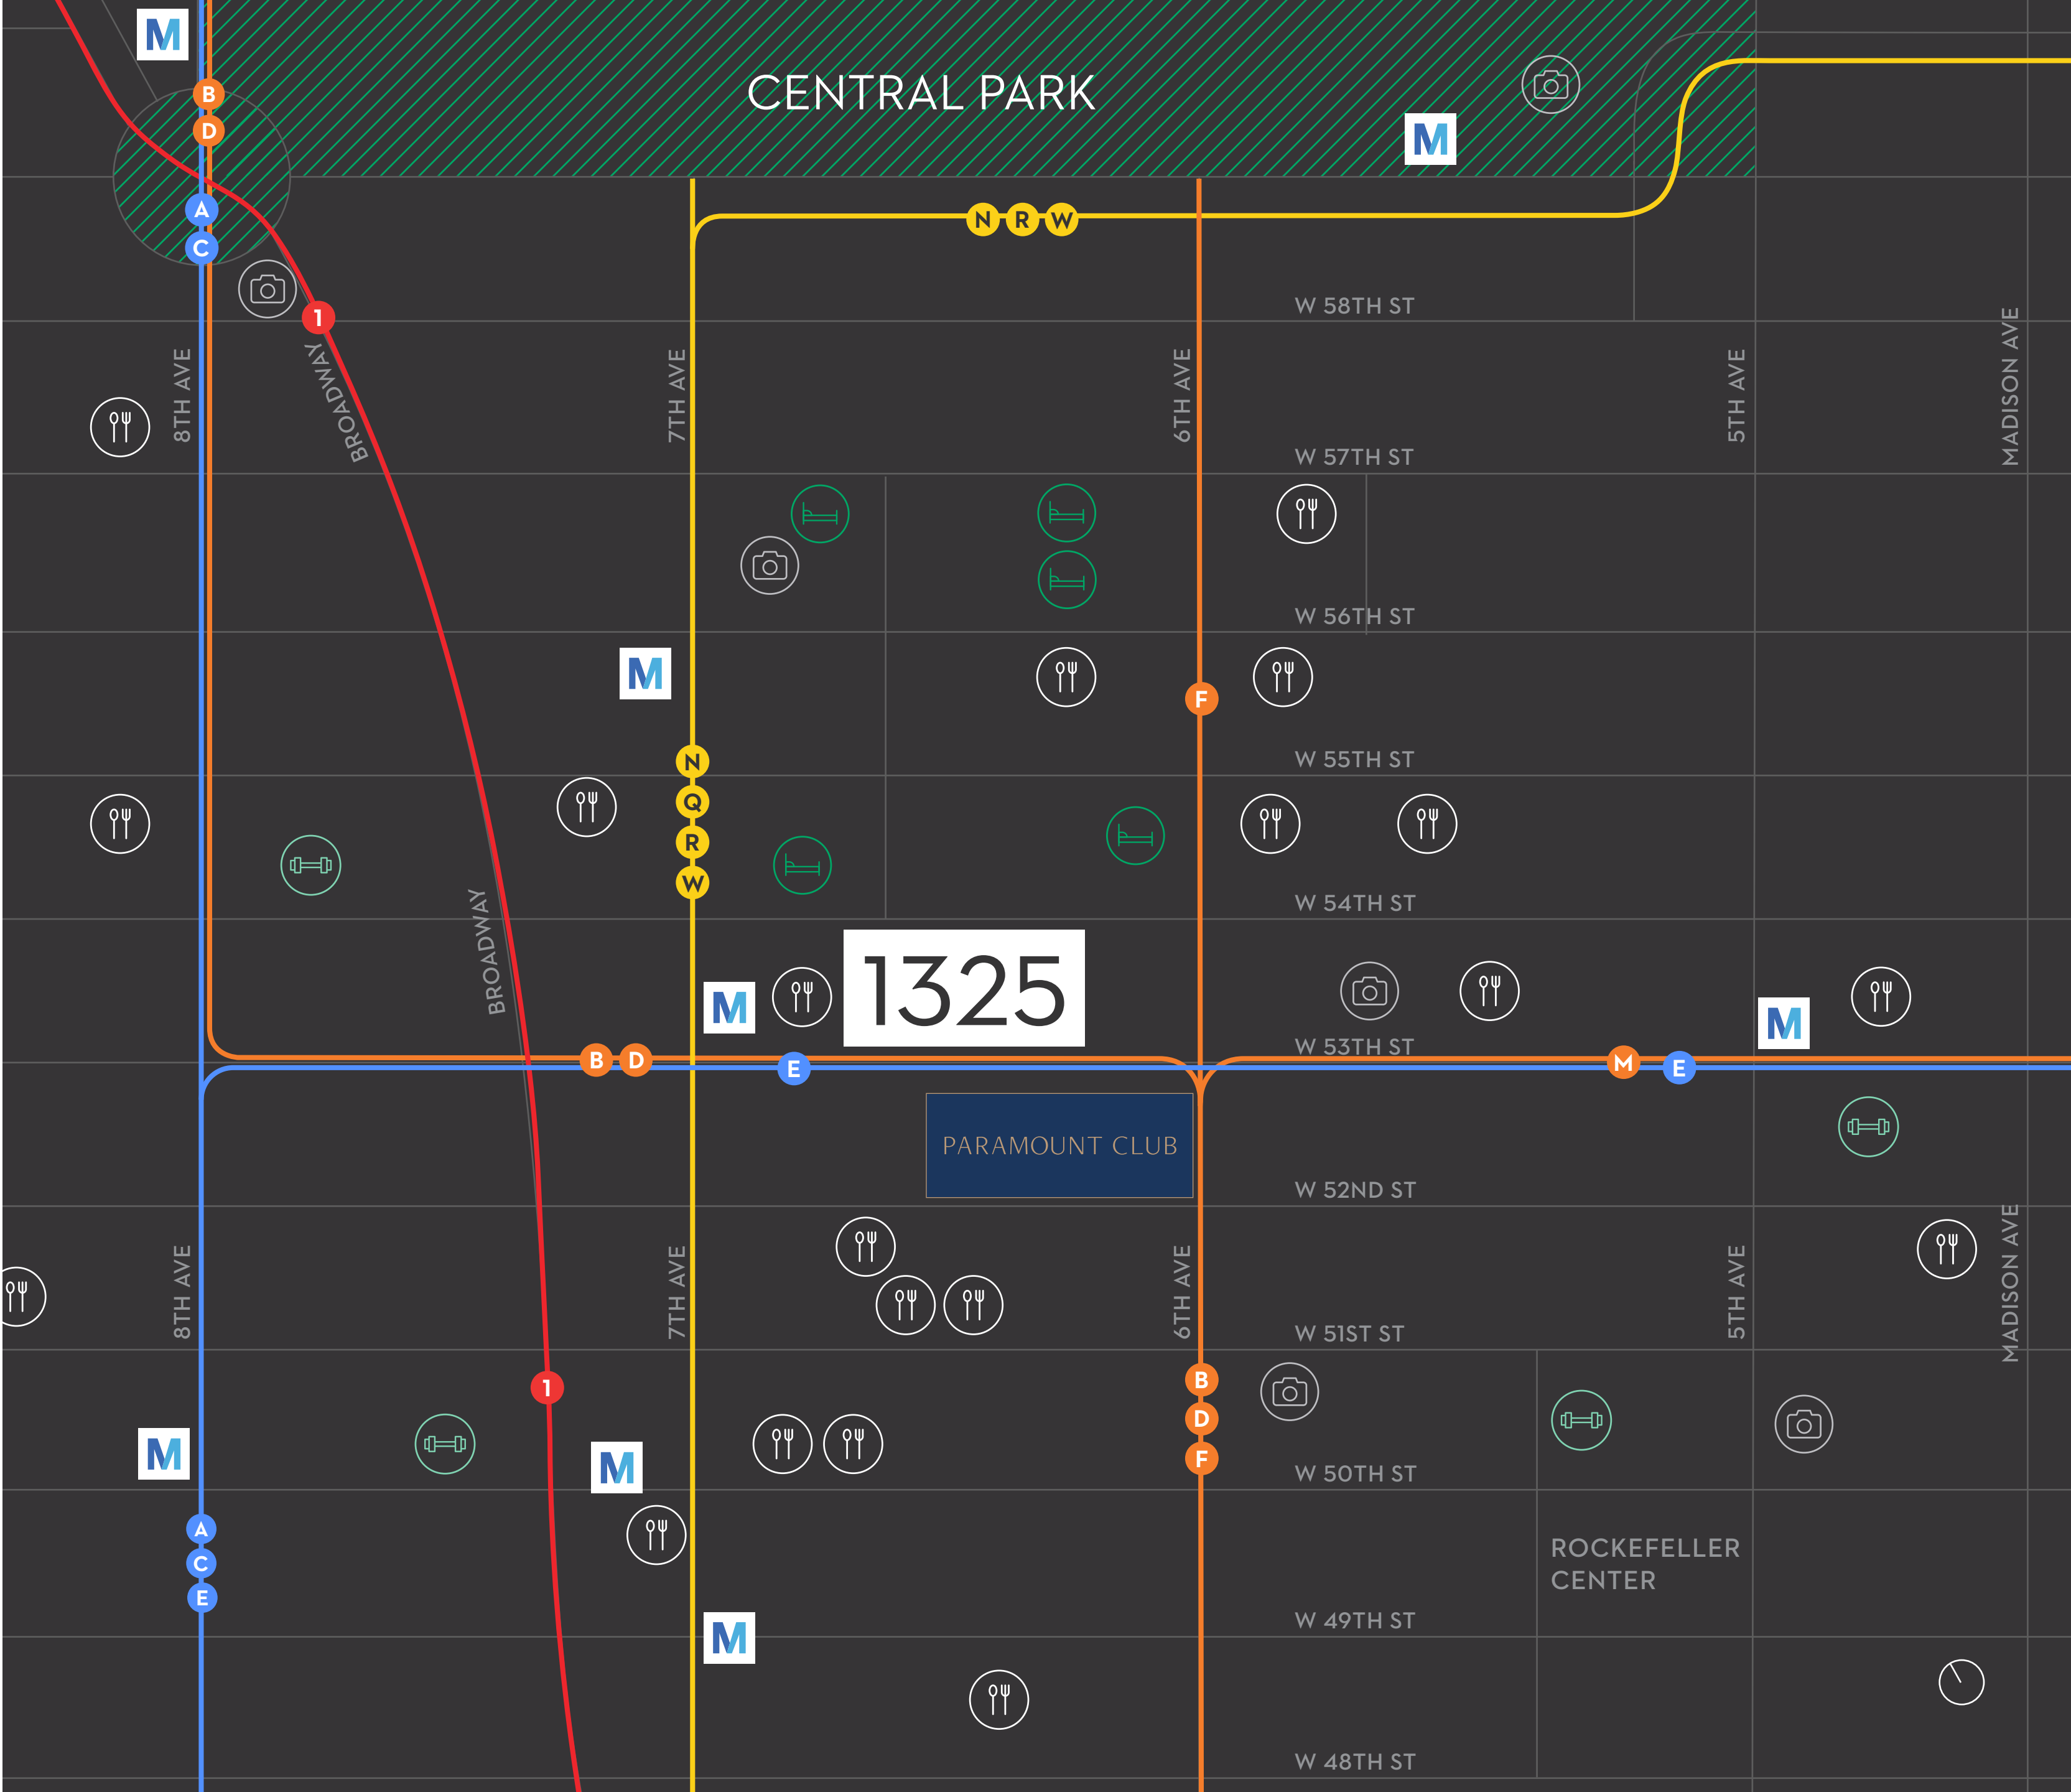 M
B
D
CENTRAL PARK
M
A
C
N R W
1
W 58TH ST
8TH AVE
BROADWAY
7TH AVE
6TH AVE
5TH AVE
MADISON AVE
W 57TH ST
W 56TH ST
M
F
W 55TH ST
N
Q
R
W
BROADWAY
W 54TH ST
1325
M
M
W 53TH ST
B D
E
M
E
PARAMOUNT CLUB
W 52ND ST
8TH AVE
7TH AVE
6TH AVE
5TH AVE
MADISON AVE
W 51ST ST
1
B
D
F
M
M
W 50TH ST
A
C
E
ROCKEFELLER
CENTER
W 49TH ST
M
W 48TH ST